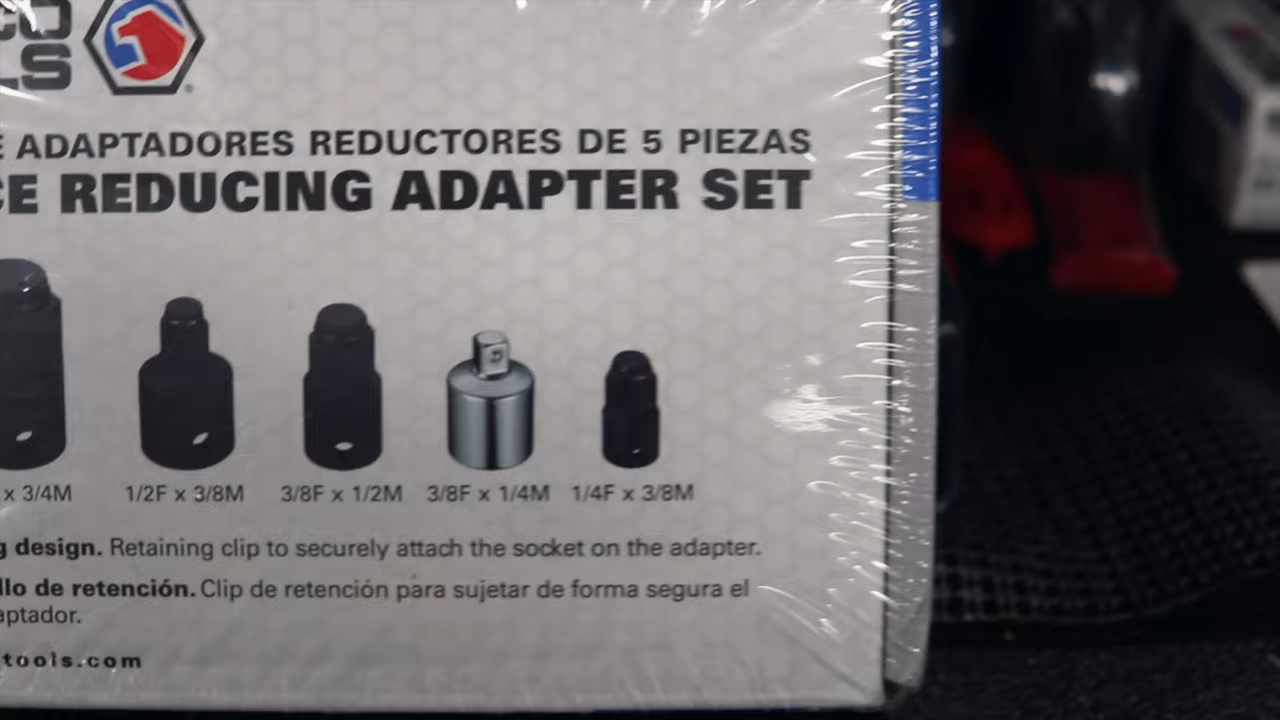 CO
LS
E ADAPTADORES REDUCTORES DE 5 PIEZAS
CE REDUCING ADAPTER SET
x 3/4M 1/2F x 3/8M 3/8F x 1/2M 3/8F x 1/4M 1/4F x 3/8M
g design. Retaining clip to securely attach the socket on the adapter.
llo de retención. Clip de retención para sujetar de forma segura el
aptador.
tools.com